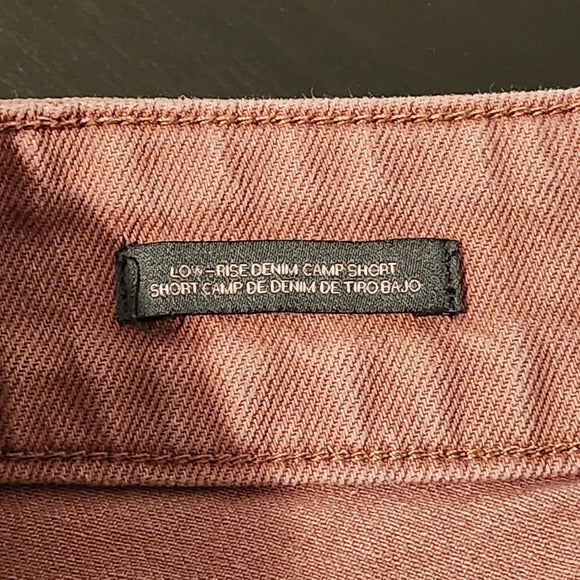 LOW-RISE DENIM CAMP SHORT
SHORT CAMP DE DENIM DE TIRO BAJO